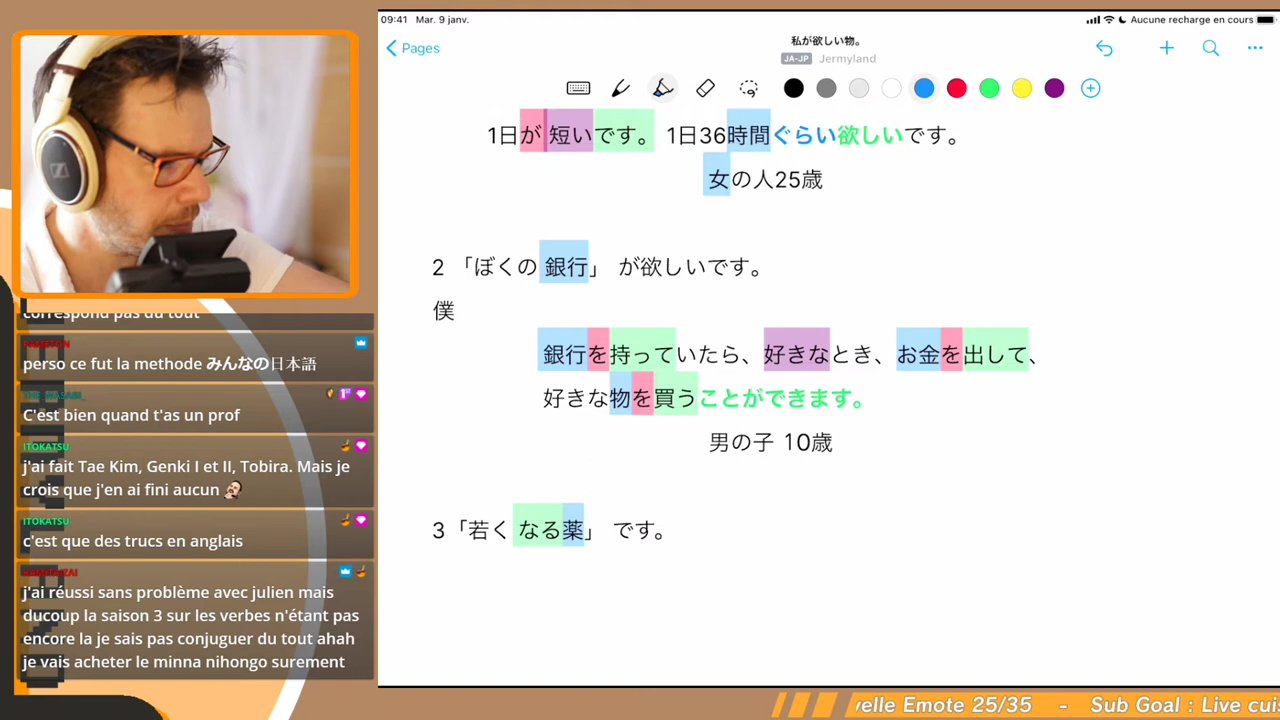 09:41 Mar. 9 janv.
Aucune recharge en cours
Pages
私が欲しい物。
JA-JP Jermyland
1日が短いです。 1日36時間ぐらい欲しいです。
女の人25歳
2 「ぼくの銀行」 が欲しいです。
僕
銀行を持っていたら、好きなとき、お金を出して、
好きな物を買うことができます。
男の子 10歳
3「若くなる薬」 です。
correspond pas du tout
perso ce fut la methode みんなの日本語
C'est bien quand t'as un prof
ITOKATSU
j'ai fait Tae Kim, Genki I et II, Tobira. Mais je
crois que j'en ai fini aucun
ITOKATSU
c'est que des trucs en anglais
j'ai réussi sans problème avec julien mais
ducoup la saison 3 sur les verbes n'étant pas
encore la je sais pas conjuguer du tout ahah
je vais acheter le minna nihongo surement
elle Emote 25/35 - Sub Goal : Live cuis